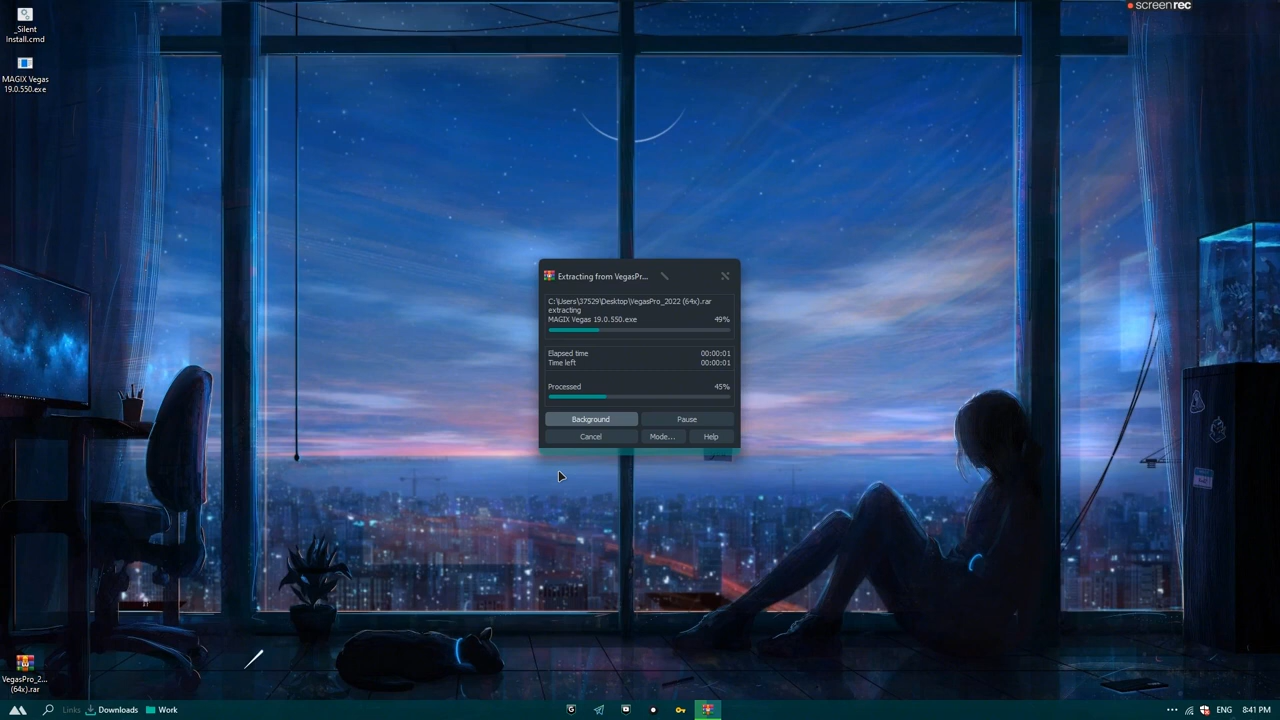 screenrec
_Silent
Install.cmd
MAGIX Vegas
19.0.550.exe
Extracting from VegasPr...
C:\Users\37529\Desktop\VegasPro_2022 (64x).rar
extracting
MAGIX Vegas 19.0.550.exe 49%
Elapsed time 00:00:01
Time left 00:00:01
Processed 45%
Background Pause
Cancel Mode... Help
VegasPro_2...
(64x).rar
Links Downloads Work
ENG 8:41 PM